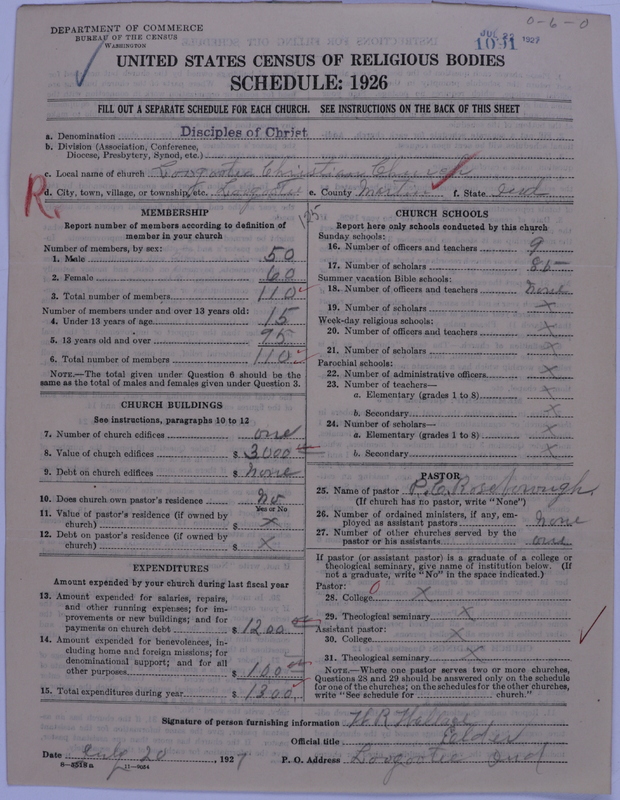 0-6-0
DEPARTMENT OF COMMERCE
BUREAU OF THE CENSUS
WASHINGTON
JUL 22 1927
1091
UNITED STATES CENSUS OF RELIGIOUS BODIES
SCHEDULE: 1926
FILL OUT A SEPARATE SCHEDULE FOR EACH CHURCH. SEE INSTRUCTIONS ON THE BACK OF THIS SHEET
a. Denomination Disciples of Christ
b. Division (Association, Conference, Diocese, Presbytery, Synod, etc.)
c. Local name of church Loogootee Christian Church
R. d. City, town, village, or township, etc. Loogootee e. County Martin f. State Ind
125
MEMBERSHIP
Report number of members according to definition of
member in your church
Number of members, by sex:
1. Male 50
2. Female 60
3. Total number of members 110
Number of members under and over 13 years old:
4. Under 13 years of age 15
5. 13 years old and over 95
6. Total number of members 110
NOTE.—The total given under Question 6 should be the
same as the total of males and females given under Question 3.
CHURCH BUILDINGS
See instructions, paragraphs 10 to 12
7. Number of church edifices one
8. Value of church edifices $ 3,000
9. Debt on church edifices $ None
10. Does church own pastor's residence No
Yes or No
11. Value of pastor's residence (if owned by
church) $ X
12. Debt on pastor's residence (if owned by
church) $ X
EXPENDITURES
Amount expended by your church during last fiscal year
13. Amount expended for salaries, repairs,
and other running expenses; for im-
provements or new buildings; and for
payments on church debt $ 1200
14. Amount expended for benevolences, in-
cluding home and foreign missions; for
denominational support; and for all
other purposes $ 100
15. Total expenditures during year $ 1300
CHURCH SCHOOLS
Report here only schools conducted by this church
Sunday schools:
16. Number of officers and teachers 9
17. Number of scholars 85
Summer vacation Bible schools:
18. Number of officers and teachers none
19. Number of scholars X
Week-day religious schools:
20. Number of officers and teachers X
21. Number of scholars X
Parochial schools:
22. Number of administrative officers X
23. Number of teachers—
a. Elementary (grades 1 to 8) X
b. Secondary X
24. Number of scholars—
a. Elementary (grades 1 to 8) X
b. Secondary X
PASTOR
25. Name of pastor P. C. Roseborough
(If church has no pastor, write "None")
26. Number of ordained ministers, if any, em-
ployed as assistant pastors None
27. Number of other churches served by the
pastor or his assistants one
If pastor (or assistant pastor) is a graduate of a college or
theological seminary, give name of institution below. (If
not a graduate, write "No" in the space indicated.)
Pastor:
28. College 0 X
29. Theological seminary X
Assistant pastor:
30. College X
31. Theological seminary X
NOTE.—Where one pastor serves two or more churches,
Questions 28 and 29 should be answered only on the schedule
for one of the churches; on the schedules for the other churches,
write "See schedule for church."
Signature of person furnishing information Th R Wallace
Official title Elder
Date July 20, 1927 P. O. Address Loogootee Ind
8-5518a 11-9024